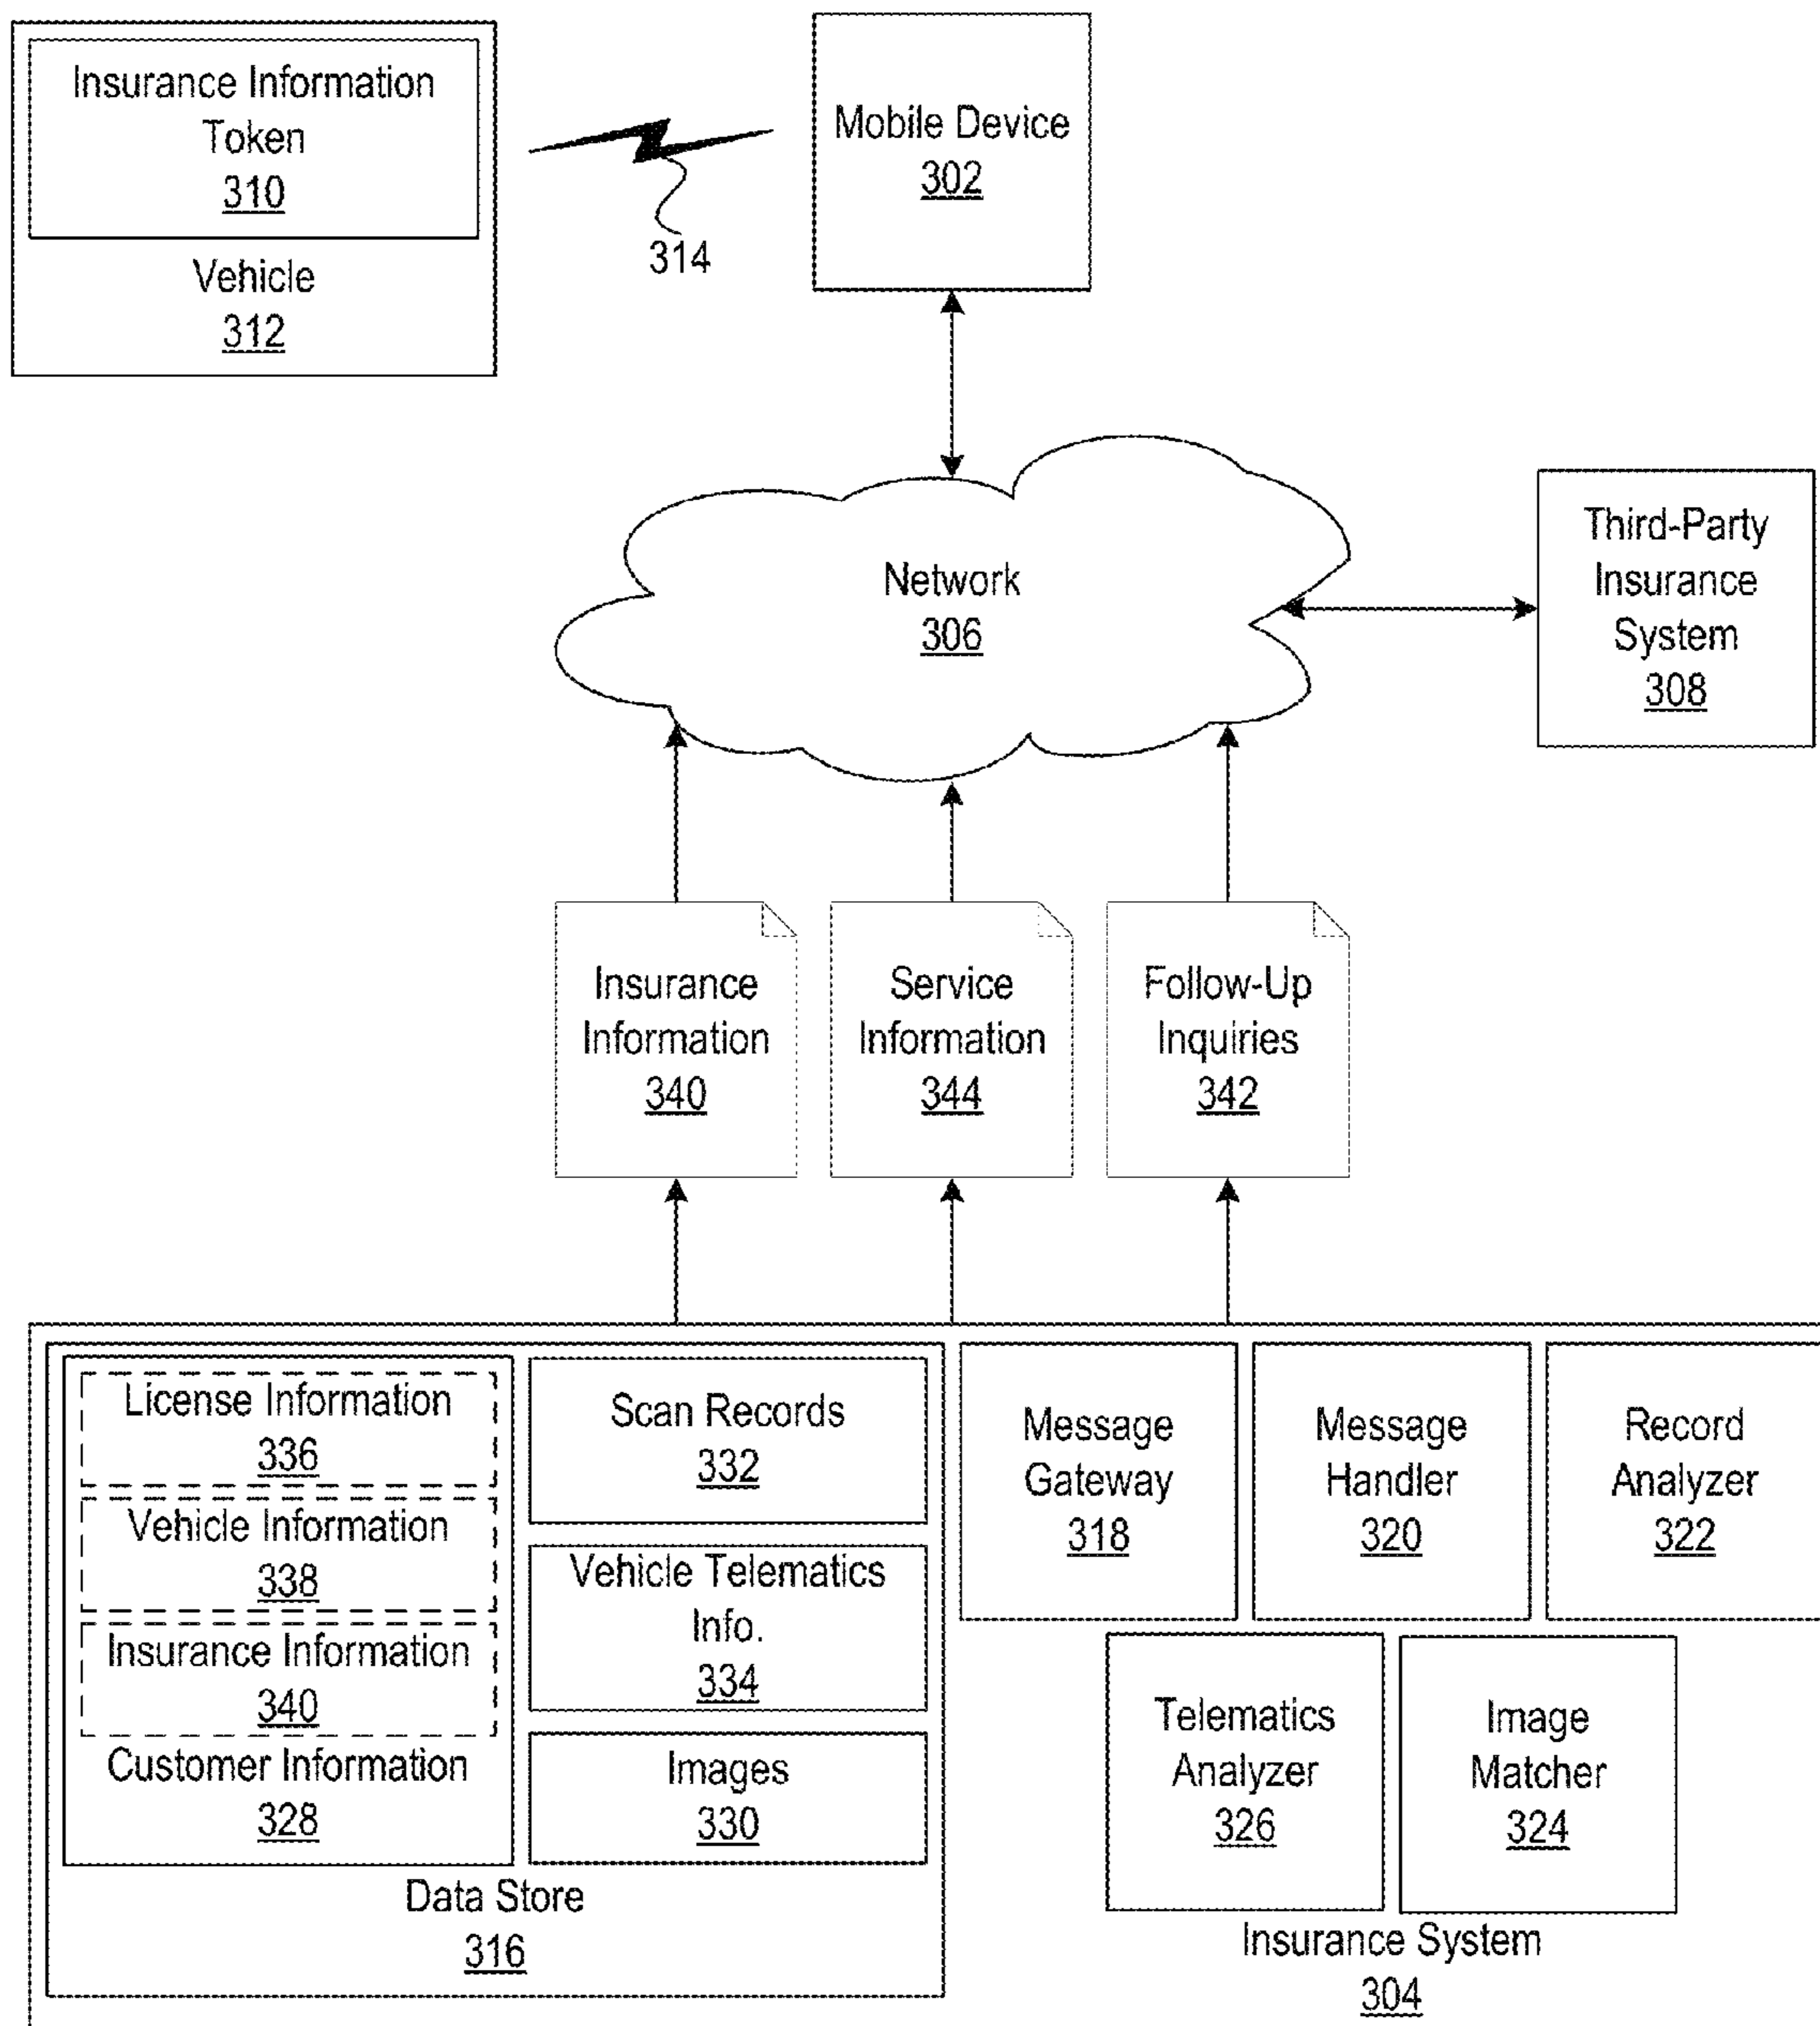 Insurance Information
Token
310
Vehicle
312
314
Mobile Device
302
Network
306
Third-Party
Insurance
System
308
Insurance
Information
340
Service
Information
344
Follow-Up
Inquiries
342
License Information
336
Vehicle Information
338
Insurance Information
340
Customer Information
328
Scan Records
332
Vehicle Telematics
Info.
334
Images
330
Data Store
316
Message
Gateway
318
Message
Handler
320
Record
Analyzer
322
Telematics
Analyzer
326
Image
Matcher
324
Insurance System
304